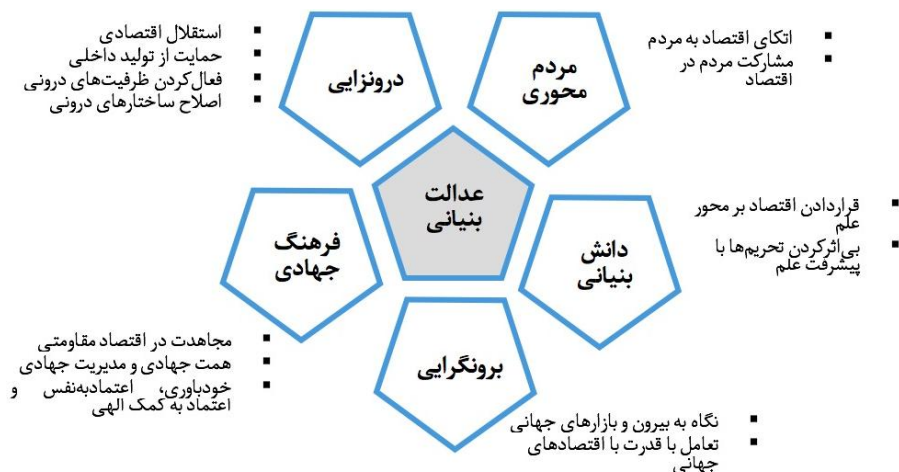 مردم
محوری
اتکای اقتصاد به مردم
مشارکت مردم در
اقتصاد
درونزایی
استقلال اقتصادی
حمایت از تولید داخلی
فعال‌کردن ظرفیت‌های درونی
اصلاح ساختارهای درونی
عدالت
بنیانی
دانش
بنیانی
قراردادن اقتصاد بر محور
علم
بی‌اثرکردن تحریم‌ها با
پیشرفت علم
فرهنگ
جهادی
مجاهدت در اقتصاد مقاومتی
همت جهادی و مدیریت جهادی
خودباوری، اعتمادبه‌نفس و
اعتماد به کمک الهی
برونگرایی
نگاه به بیرون و بازارهای جهانی
تعامل با قدرت با اقتصادهای
جهانی